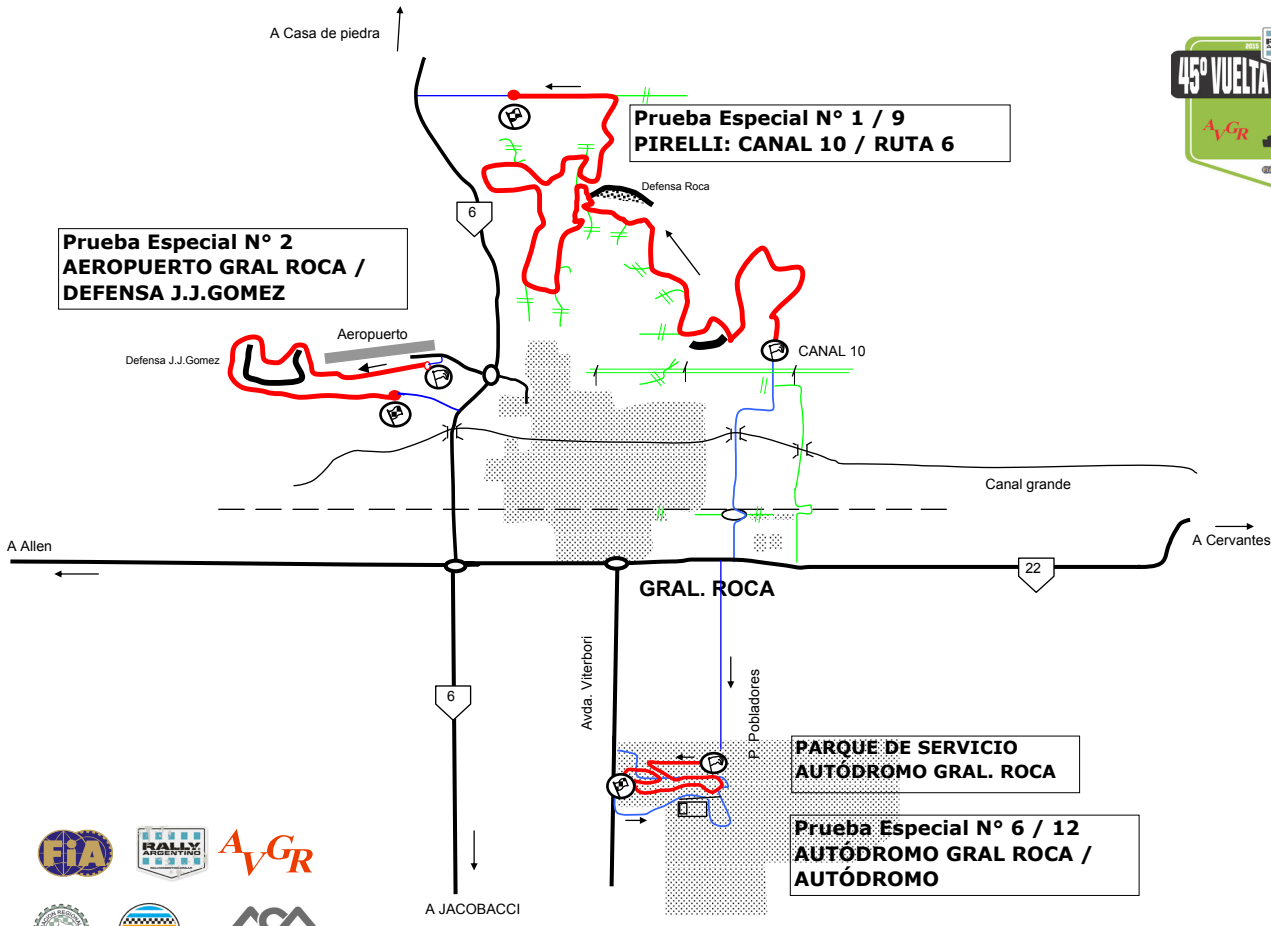 A Casa de piedra
2015
45º VUELTA
AVGR
Prueba Especial N° 1 / 9
PIRELLI: CANAL 10 / RUTA 6
Defensa Roca
6
Prueba Especial N° 2
AEROPUERTO GRAL ROCA /
DEFENSA J.J.GOMEZ
Aeropuerto
Defensa J.J.Gomez
CANAL 10
Canal grande
A Allen
A Cervantes
22
GRAL. ROCA
6
Avda. Viterbori
P. Pobladores
PARQUE DE SERVICIO
AUTÓDROMO GRAL. ROCA
Prueba Especial N° 6 / 12
AUTÓDROMO GRAL ROCA /
AUTÓDROMO
FIA
RALLY
ARGENTINO
AVGR
ACA
A JACOBACCI